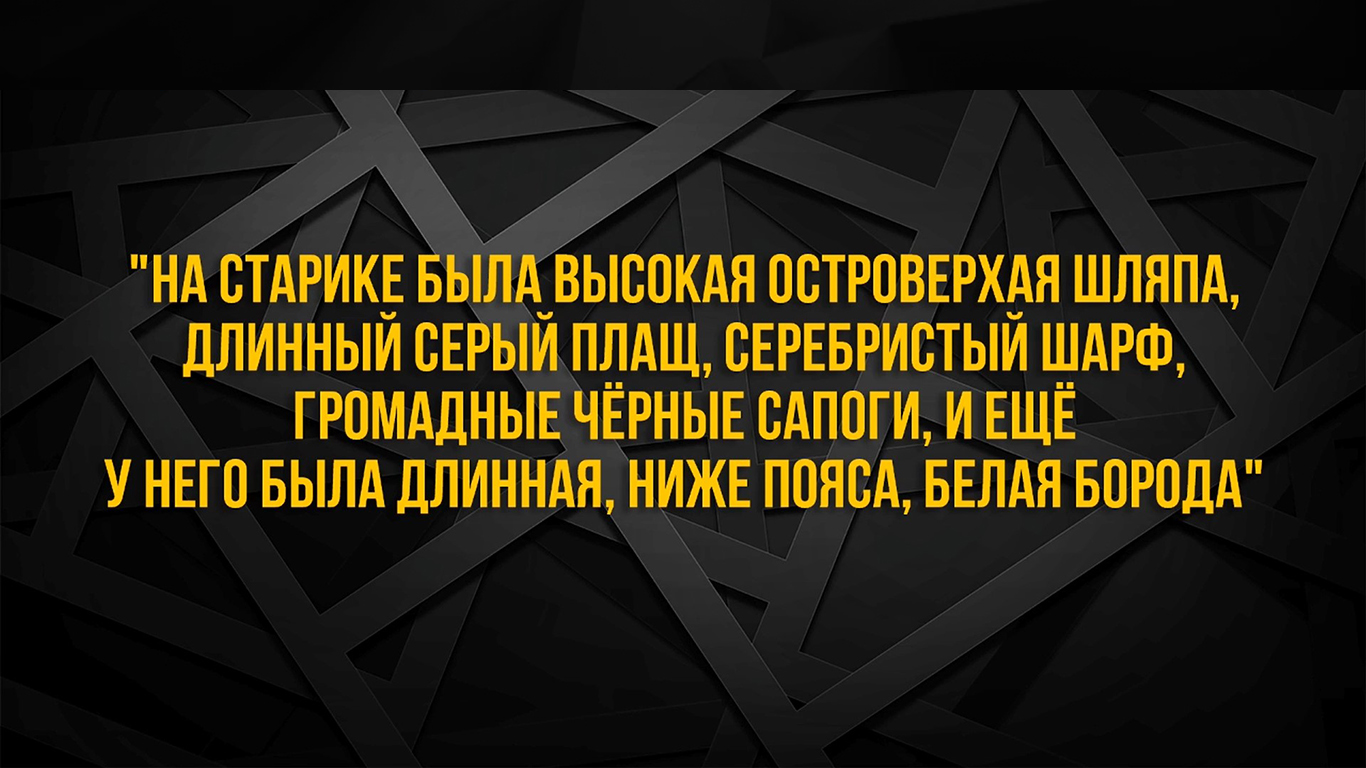 "НА СТАРИКЕ БЫЛА ВЫСОКАЯ ОСТРОВЕРХАЯ ШЛЯПА,
ДЛИННЫЙ СЕРЫЙ ПЛАЩ, СЕРЕБРИСТЫЙ ШАРФ,
ГРОМАДНЫЕ ЧЁРНЫЕ САПОГИ, И ЕЩЁ
У НЕГО БЫЛА ДЛИННАЯ, НИЖЕ ПОЯСА, БЕЛАЯ БОРОДА"